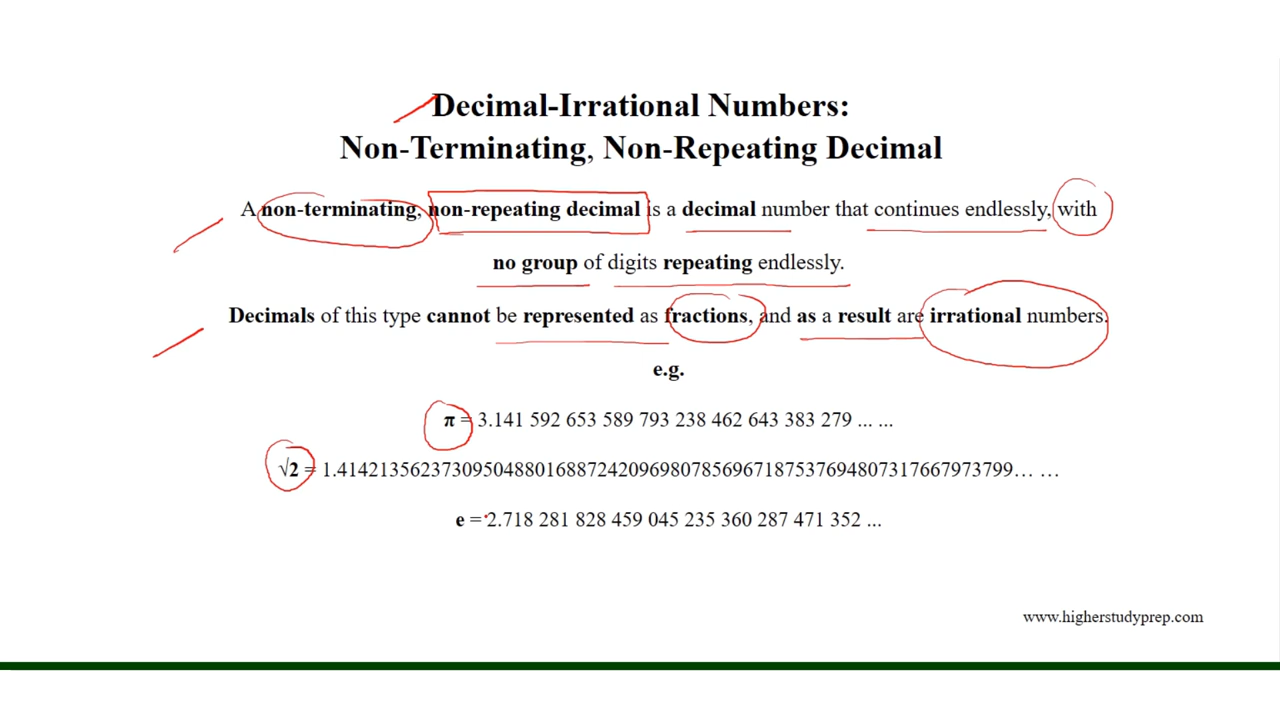 Decimal-Irrational Numbers:
Non-Terminating, Non-Repeating Decimal
A non-terminating, non-repeating decimal is a decimal number that continues endlessly, with
no group of digits repeating endlessly.
Decimals of this type cannot be represented as fractions, and as a result are irrational numbers.
e.g.
π = 3.141 592 653 589 793 238 462 643 383 279 ... ...
√2 = 1.41421356237309504880168872420969807856967187537694807317667973799… …
e = 2.718 281 828 459 045 235 360 287 471 352 ...
www.higherstudyprep.com